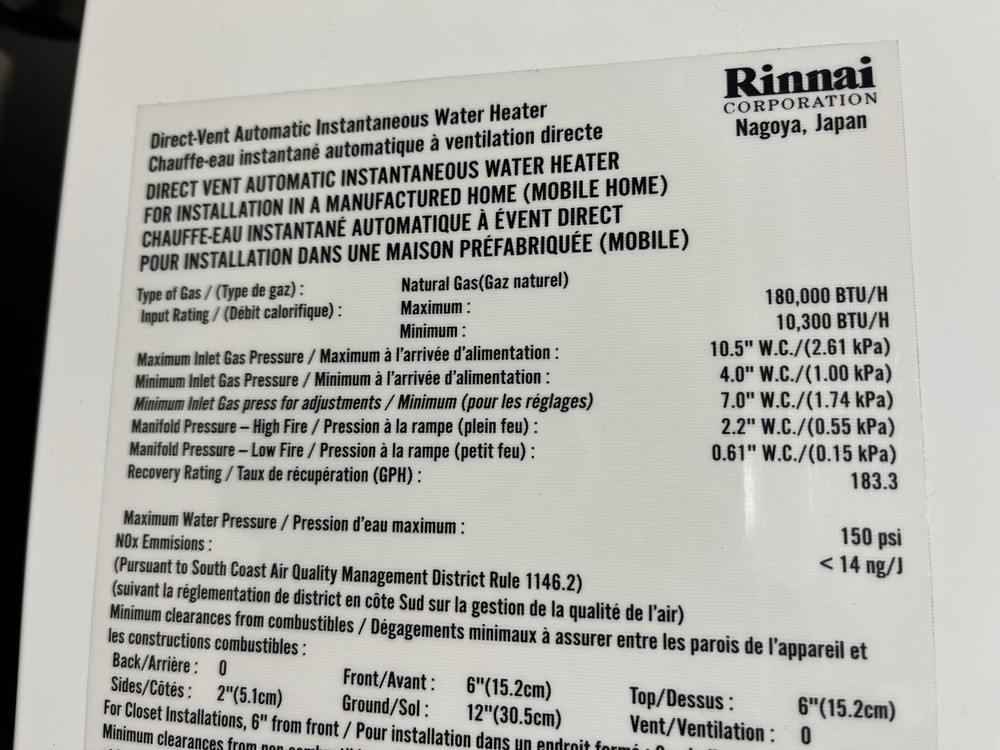 Rinnai
CORPORATION
Nagoya, Japan
Direct-Vent Automatic Instantaneous Water Heater
Chauffe-eau instantané automatique à ventilation directe
DIRECT VENT AUTOMATIC INSTANTANEOUS WATER HEATER
FOR INSTALLATION IN A MANUFACTURED HOME (MOBILE HOME)
CHAUFFE-EAU INSTANTANÉ AUTOMATIQUE À ÉVENT DIRECT
POUR INSTALLATION DANS UNE MAISON PRÉFABRIQUÉE (MOBILE)
Type of Gas / (Type de gaz) : Natural Gas(Gaz naturel)
Input Rating / (Débit calorifique) : Maximum : 180,000 BTU/H
Minimum : 10,300 BTU/H
Maximum Inlet Gas Pressure / Maximum à l'arrivée d'alimentation : 10.5" W.C./(2.61 kPa)
Minimum Inlet Gas Pressure / Minimum à l'arrivée d'alimentation : 4.0" W.C./(1.00 kPa)
Minimum Inlet Gas press for adjustments / Minimum (pour les réglages) 7.0" W.C./(1.74 kPa)
Manifold Pressure – High Fire / Pression à la rampe (plein feu) : 2.2" W.C./(0.55 kPa)
Manifold Pressure – Low Fire / Pression à la rampe (petit feu) : 0.61" W.C./(0.15 kPa)
Recovery Rating / Taux de récupération (GPH) : 183.3
Maximum Water Pressure / Pression d'eau maximum : 150 psi
NOx Emmisions : < 14 ng/J
(Pursuant to South Coast Air Quality Management District Rule 1146.2)
(suivant la réglementation de district en côte Sud sur la gestion de la qualité de l'air)
Minimum clearances from combustibles / Dégagements minimaux à assurer entre les parois de l'appareil et
les constructions combustibles :
Back/Arrière : 0 Front/Avant : 6"(15.2cm) Top/Dessus : 6"(15.2cm)
Sides/Côtés : 2"(5.1cm) Ground/Sol : 12"(30.5cm) Vent/Ventilation : 0
For Closet Installations, 6" from front / Pour installation dans un endroit
Minimum clearances from